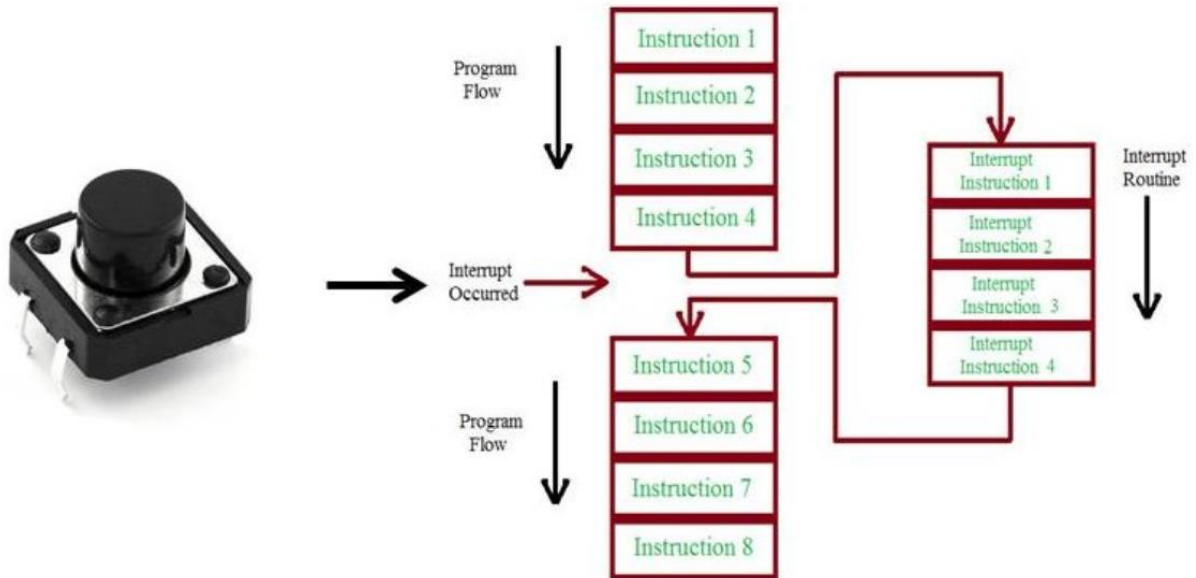 Program
Flow
Instruction 1
Instruction 2
Instruction 3
Instruction 4
Interrupt
Occurred
Interrupt
Instruction 1
Interrupt
Instruction 2
Interrupt
Instruction 3
Interrupt
Instruction 4
Interrupt
Routine
Program
Flow
Instruction 5
Instruction 6
Instruction 7
Instruction 8